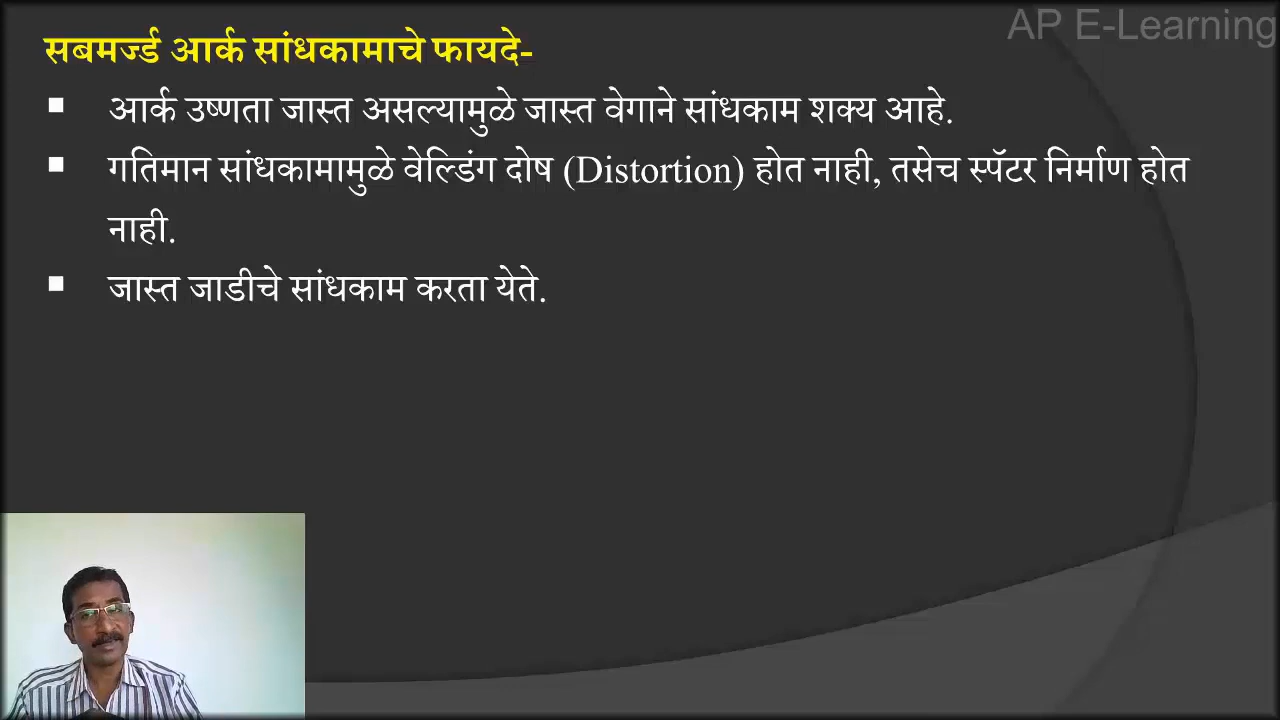 AP E-Learning
सबमर्ज्ड आर्क सांधकामाचे फायदे-
▪ आर्क उष्णता जास्त असल्यामुळे जास्त वेगाने सांधकाम शक्य आहे.
▪ गतिमान सांधकामामुळे वेल्डिंग दोष (Distortion) होत नाही, तसेच स्पॅटर निर्माण होत
नाही.
▪ जास्त जाडीचे सांधकाम करता येते.